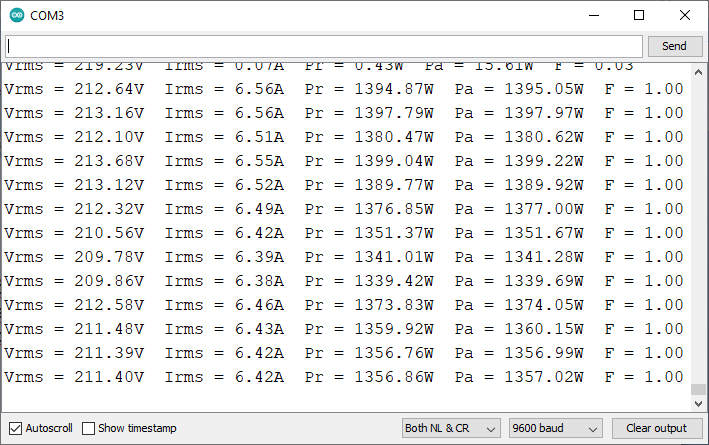 COM3
Send
Vrms = 219.23V Irms = 0.07A Pr = 0.43W Pa = 15.61W F = 0.03
Vrms = 212.64V Irms = 6.56A Pr = 1394.87W Pa = 1395.05W F = 1.00
Vrms = 213.16V Irms = 6.56A Pr = 1397.79W Pa = 1397.97W F = 1.00
Vrms = 212.10V Irms = 6.51A Pr = 1380.47W Pa = 1380.62W F = 1.00
Vrms = 213.68V Irms = 6.55A Pr = 1399.04W Pa = 1399.22W F = 1.00
Vrms = 213.12V Irms = 6.52A Pr = 1389.77W Pa = 1389.92W F = 1.00
Vrms = 212.32V Irms = 6.49A Pr = 1376.85W Pa = 1377.00W F = 1.00
Vrms = 210.56V Irms = 6.42A Pr = 1351.37W Pa = 1351.67W F = 1.00
Vrms = 209.78V Irms = 6.39A Pr = 1341.01W Pa = 1341.28W F = 1.00
Vrms = 209.86V Irms = 6.38A Pr = 1339.42W Pa = 1339.69W F = 1.00
Vrms = 212.58V Irms = 6.46A Pr = 1373.83W Pa = 1374.05W F = 1.00
Vrms = 211.48V Irms = 6.43A Pr = 1359.92W Pa = 1360.15W F = 1.00
Vrms = 211.39V Irms = 6.42A Pr = 1356.76W Pa = 1356.99W F = 1.00
Vrms = 211.40V Irms = 6.42A Pr = 1356.86W Pa = 1357.02W F = 1.00
Autoscroll Show timestamp Both NL & CR 9600 baud Clear output